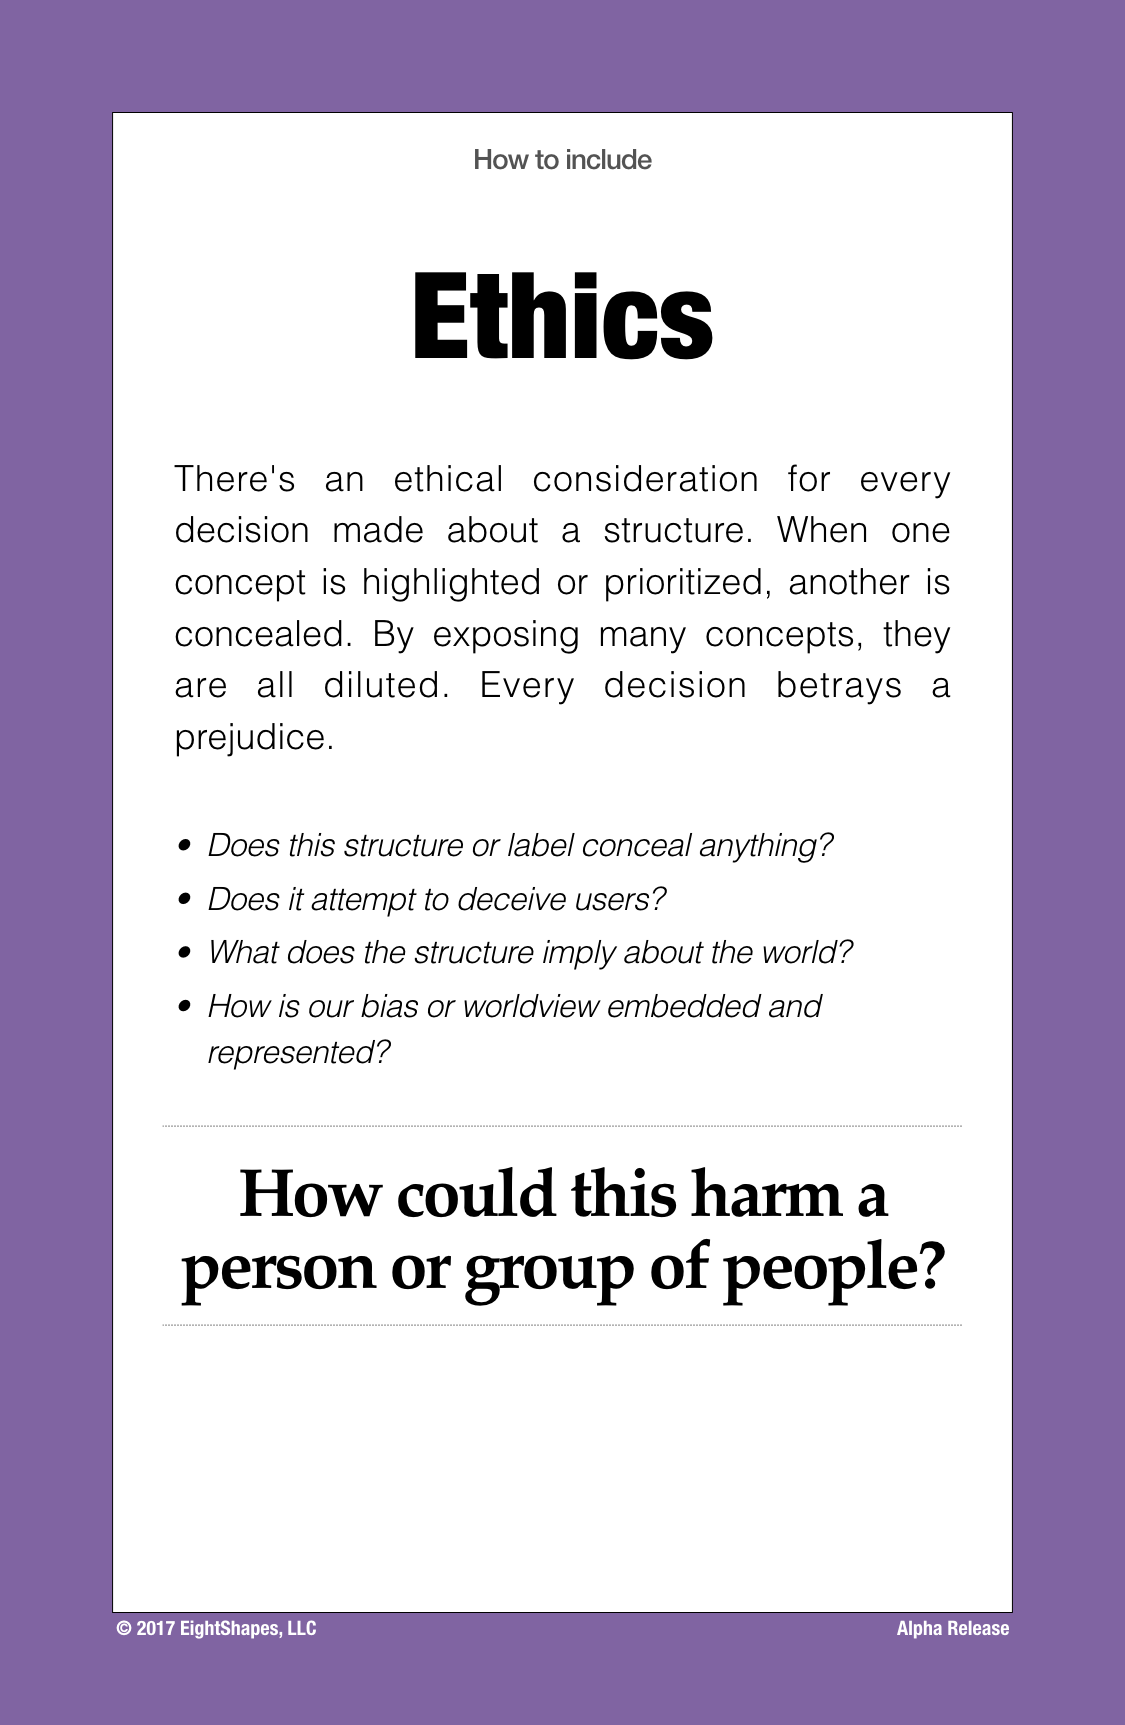 How to include
Ethics
There's an ethical consideration for every
decision made about a structure. When one
concept is highlighted or prioritized, another is
concealed. By exposing many concepts, they
are all diluted. Every decision betrays a
prejudice.
• Does this structure or label conceal anything?
• Does it attempt to deceive users?
• What does the structure imply about the world?
• How is our bias or worldview embedded and
represented?
How could this harm a
person or group of people?
© 2017 EightShapes, LLC
Alpha Release